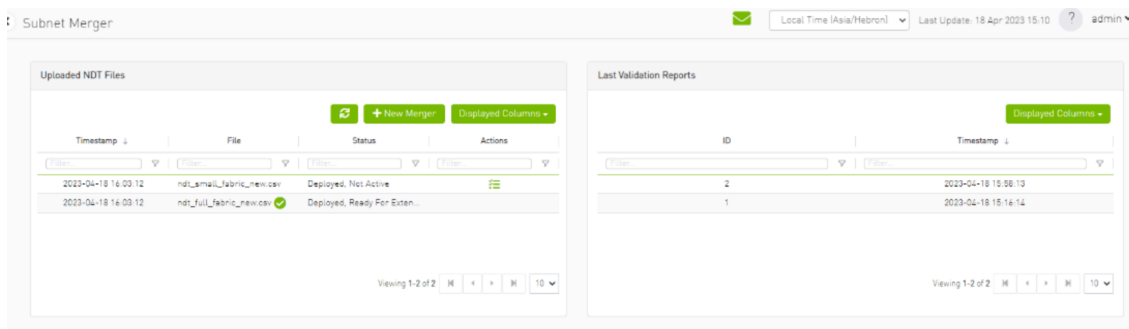 Subnet Merger
Local Time (Asia/Hebron)
Last Update: 18 Apr 2023 15:10
?
admin
Uploaded NDT Files
+ New Merger
Displayed Columns
Timestamp ↓ File Status Actions
Filter... Filter... Filter... Filter...
2023-04-18 16:03:12 ndt_small_fabric_new.csv Deployed, Not Active
2023-04-18 16:03:12 ndt_full_fabric_new.csv Deployed, Ready For Exten...
Viewing 1-2 of 2
10
Last Validation Reports
Displayed Columns
ID Timestamp ↓
Filter... Filter...
2 2023-04-18 15:58:13
1 2023-04-18 15:16:14
Viewing 1-2 of 2
10